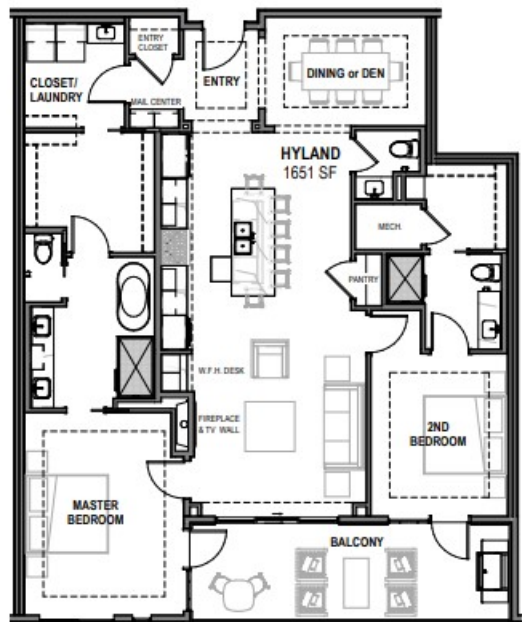 ENTRY
CLOSET
CLOSET/
LAUNDRY
ENTRY
DINING or DEN
MAIL CENTER
HYLAND
1651 SF
MECH.
PANTRY
W.F.H. DESK
FIREPLACE
& TV WALL
2ND
BEDROOM
MASTER
BEDROOM
BALCONY